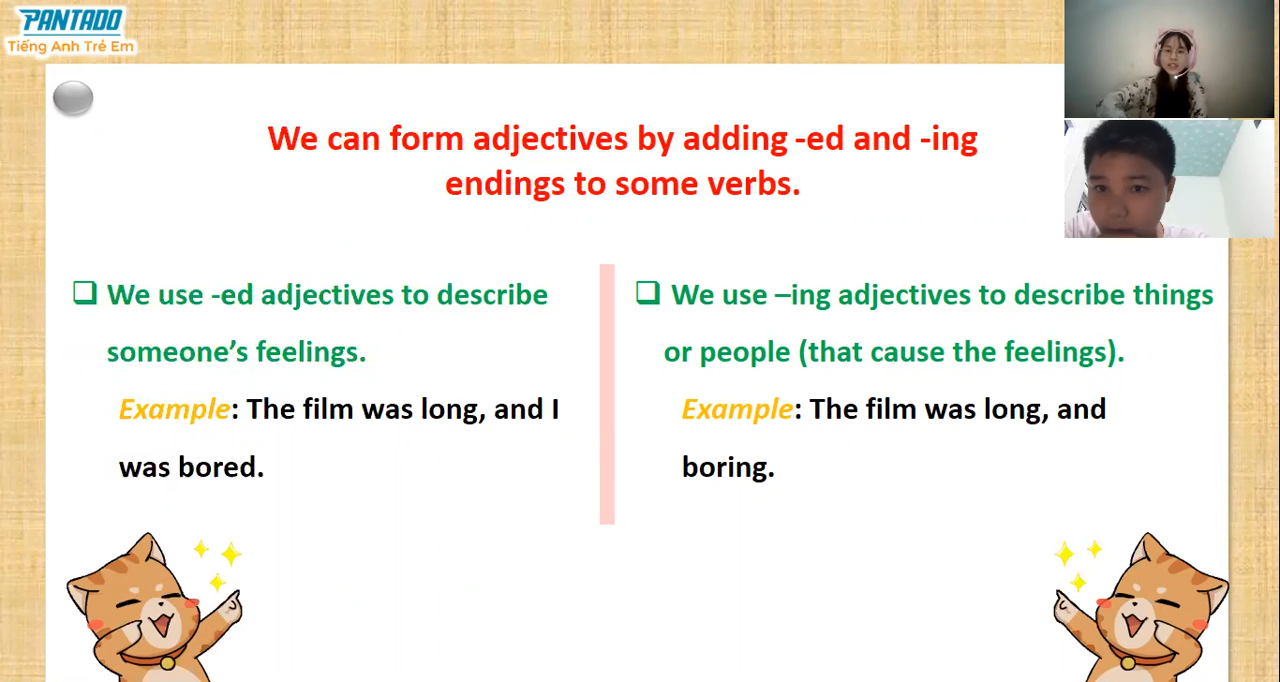 PANTADO
Tiếng Anh Trẻ Em
We can form adjectives by adding -ed and -ing
endings to some verbs.
❑ We use -ed adjectives to describe
someone’s feelings.
Example: The film was long, and I
was bored.
❑ We use –ing adjectives to describe things
or people (that cause the feelings).
Example: The film was long, and
boring.